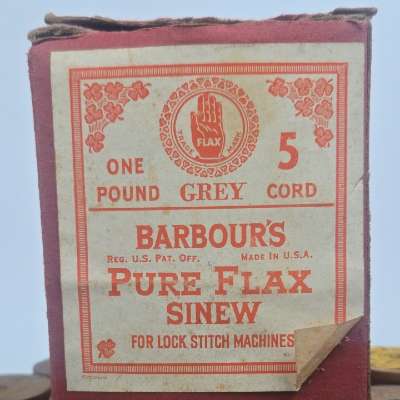 TRADE MARK
FLAX
ONE 5
POUND GREY CORD
BARBOUR'S
REG. U.S. PAT. OFF. MADE IN U.S.A.
PURE FLAX
SINEW
FOR LOCK STITCH MACHINES